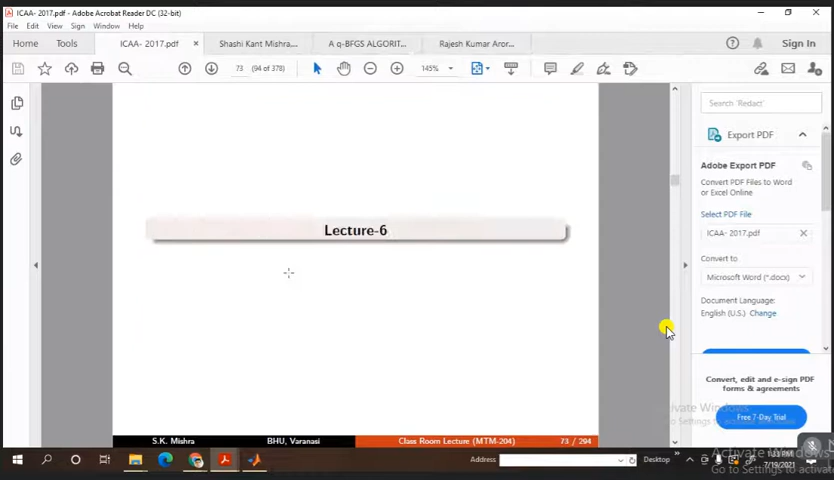 ICAA- 2017.pdf - Adobe Acrobat Reader DC (32-bit)
File Edit View Sign Window Help
Home Tools ICAA- 2017.pdf × Shashi Kant Mishra,... A q-BFGS ALGORIT... Rajesh Kumar Aror... Sign In
73 (94 of 378) 145%
Search 'Redact'
Export PDF
Adobe Export PDF
Convert PDF Files to Word
or Excel Online
Select PDF File
ICAA- 2017.pdf
Convert to
Microsoft Word (*.docx)
Document Language:
English (U.S.) Change
Lecture-6
Convert, edit and e-sign PDF
forms & agreements
Free 7-Day Trial
S.K. Mishra BHU, Varanasi Class Room Lecture (MTM-204) 73 / 294
Activate Windows
Go to Settings to activate
Address Desktop
7/19/2021